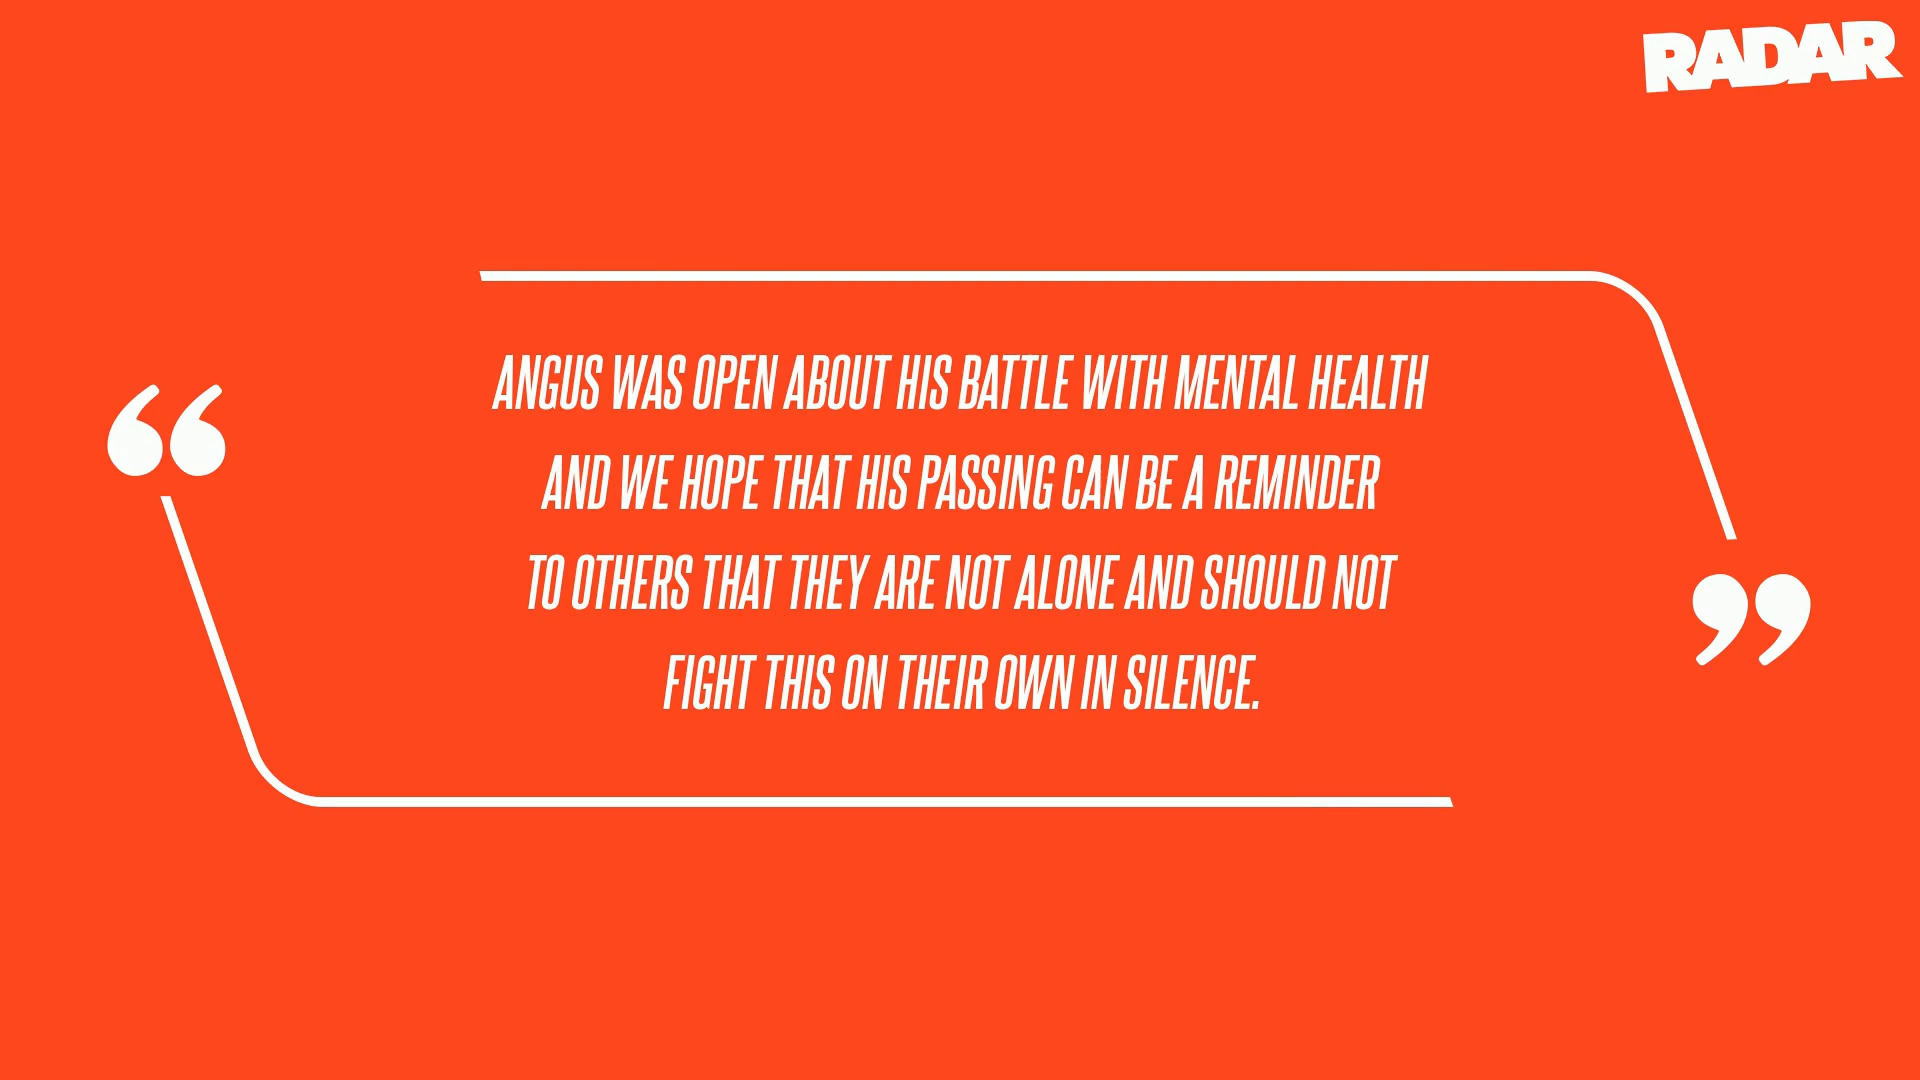 RADAR
“
ANGUS WAS OPEN ABOUT HIS BATTLE WITH MENTAL HEALTH
AND WE HOPE THAT HIS PASSING CAN BE A REMINDER
TO OTHERS THAT THEY ARE NOT ALONE AND SHOULD NOT
FIGHT THIS ON THEIR OWN IN SILENCE.
”